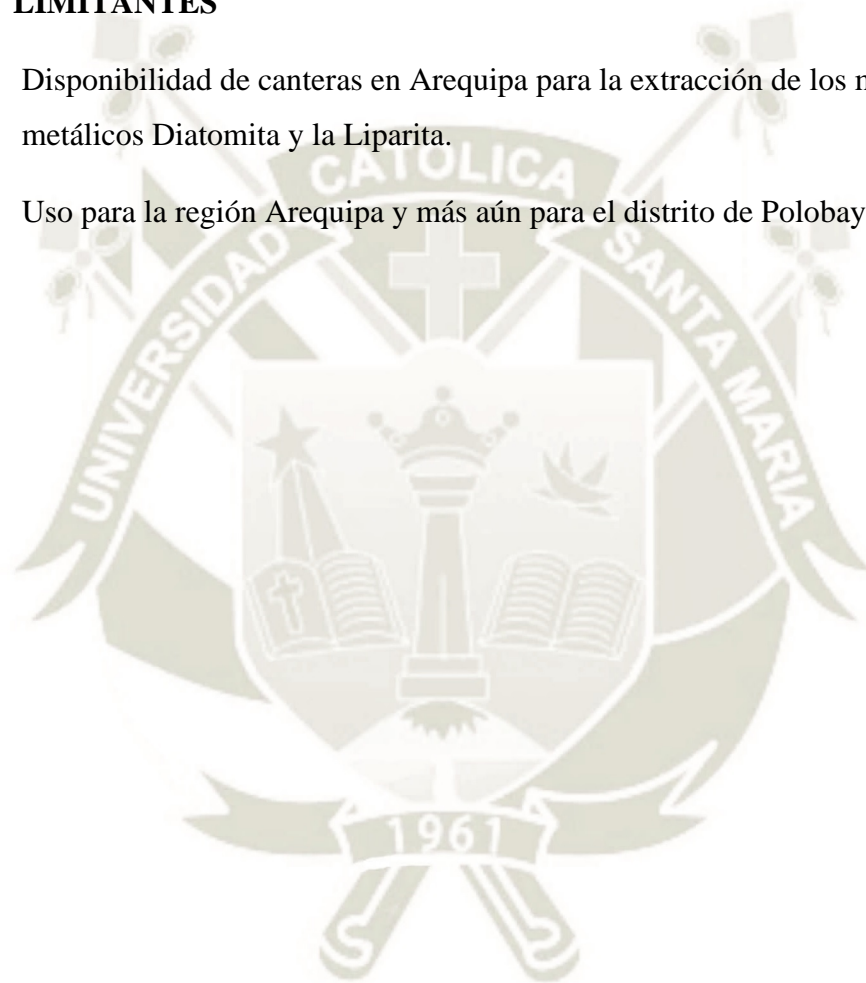 LIMITANTES
Disponibilidad de canteras en Arequipa para la extracción de los
metálicos Diatomita y la Liparita.
Uso para la región Arequipa y más aún para el distrito de Polobay
UNIVERSIDAD CATOLICA SANTA MARIA
1961